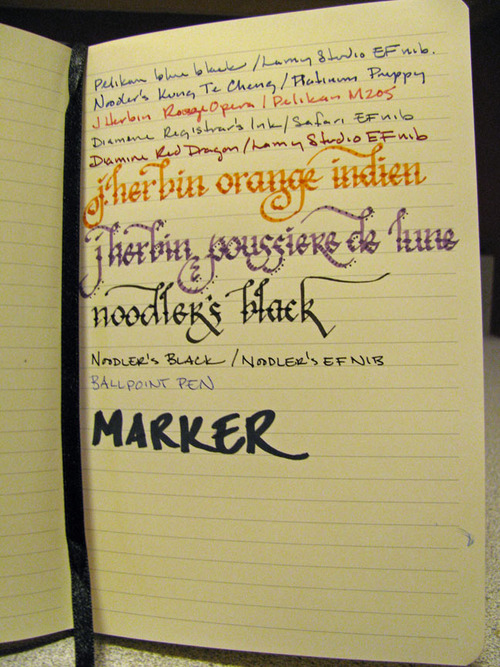 Pelikan blue black / Lamy Studio EF nib.
Noodler's Kung Te Cheng / Platinum Preppy
J Herbin Rouge Opera / Pelikan M205
Diamine Registrar's Ink / Safari EF nib
Diamine Red Dragon / Lamy Studio EF nib
j. herbin orange indien
j herbin poussiere de lune
noodler's black
NOODLER'S BLACK / NOODLER'S EF NIB
BALLPOINT PEN
MARKER